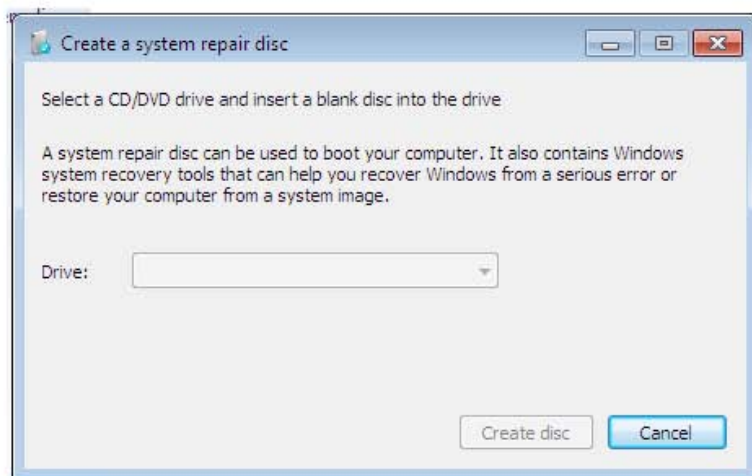 Create a system repair disc
Select a CD/DVD drive and insert a blank disc into the drive
A system repair disc can be used to boot your computer. It also contains Windows
system recovery tools that can help you recover Windows from a serious error or
restore your computer from a system image.
Drive:
Create disc
Cancel